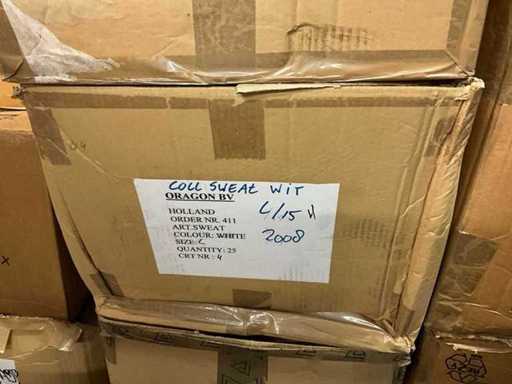 COLL SWEAt WIT
ORAGON BV
HOLLAND
ORDER NR. 411
ART.SWEAT
COLOUR: WHITE
SIZE: L
QUANTITY: 25
CRT NR : 4
L/15
2008